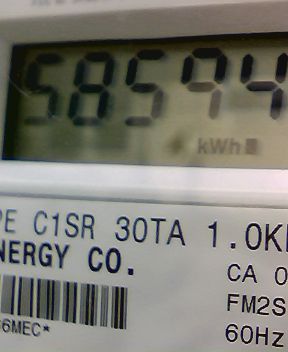 58594
kWh
PE C1SR 30TA 1.0K
NERGY CO.
CA 0
FM2S
6MEC*
60Hz